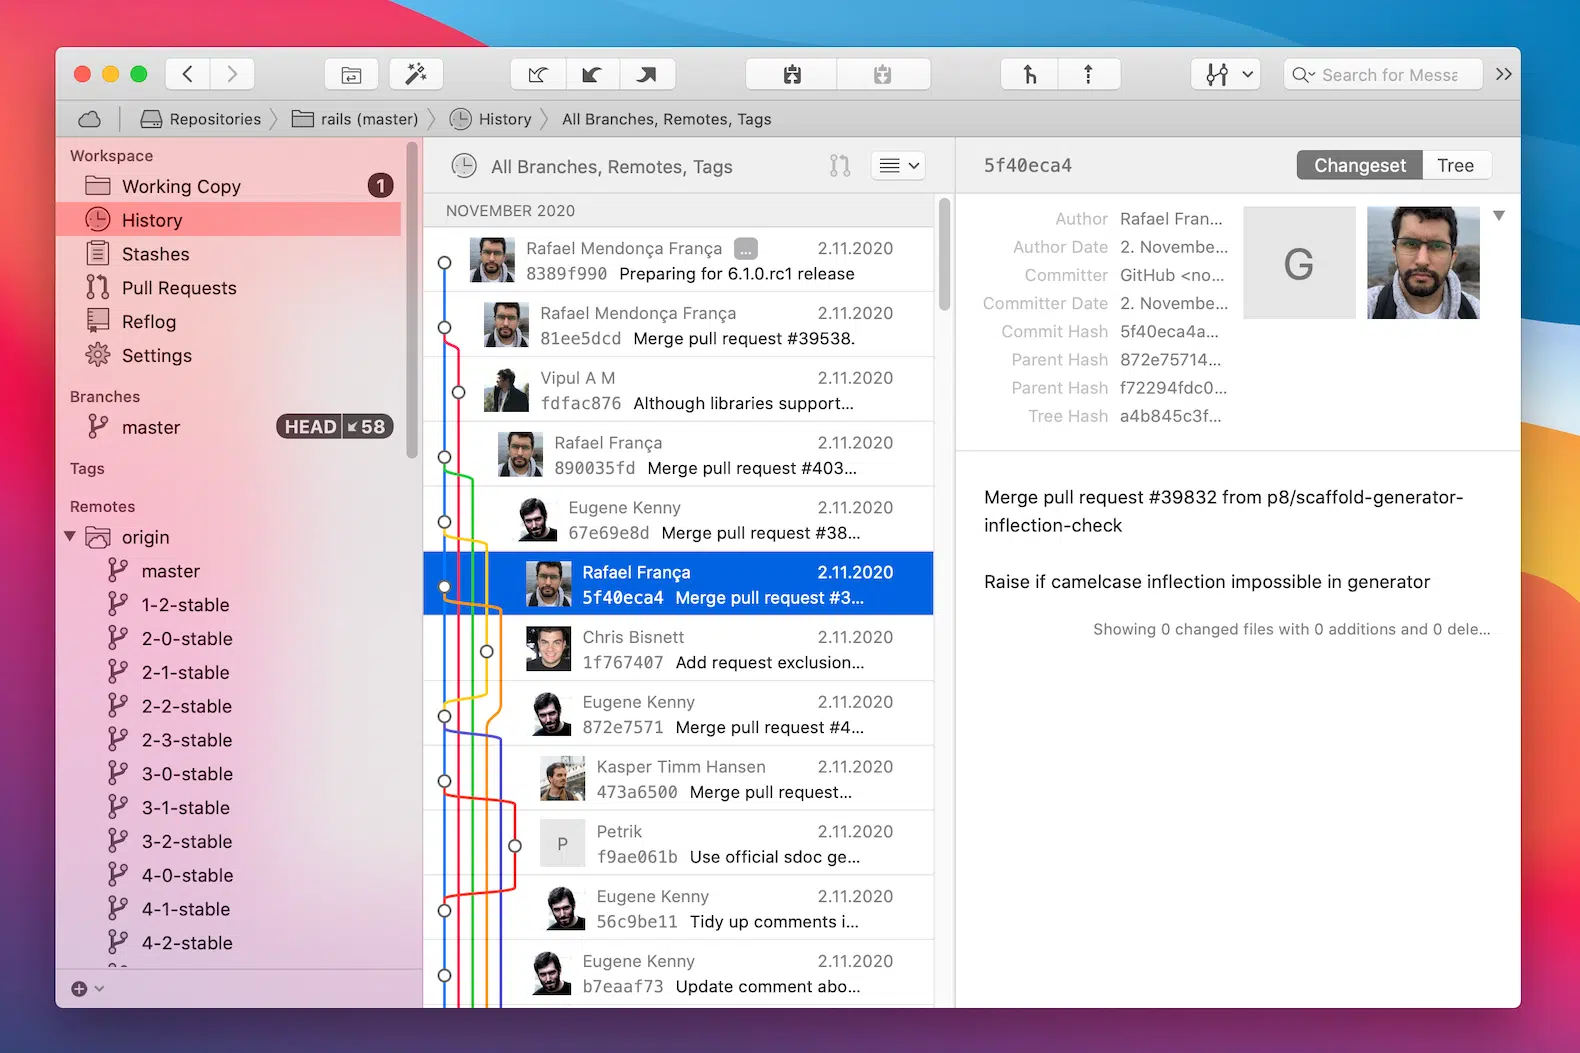 Search for Messa
Repositories
rails (master)
History
All Branches, Remotes, Tags
Workspace
Working Copy
1
History
Stashes
Pull Requests
Reflog
Settings
Branches
master
HEAD
58
Tags
Remotes
origin
master
1-2-stable
2-0-stable
2-1-stable
2-2-stable
2-3-stable
3-0-stable
3-1-stable
3-2-stable
4-0-stable
4-1-stable
4-2-stable
All Branches, Remotes, Tags
NOVEMBER 2020
Rafael Mendonça França ... 2.11.2020
8389f990 Preparing for 6.1.0.rc1 release
Rafael Mendonça França 2.11.2020
81ee5dcd Merge pull request #39538.
Vipul A M 2.11.2020
fdfac876 Although libraries support...
Rafael França 2.11.2020
890035fd Merge pull request #403...
Eugene Kenny 2.11.2020
67e69e8d Merge pull request #38...
Rafael França 2.11.2020
5f40eca4 Merge pull request #3...
Chris Bisnett 2.11.2020
1f767407 Add request exclusion...
Eugene Kenny 2.11.2020
872e7571 Merge pull request #4...
Kasper Timm Hansen 2.11.2020
473a6500 Merge pull request...
P
Petrik 2.11.2020
f9ae061b Use official sdoc ge...
Eugene Kenny 2.11.2020
56c9be11 Tidy up comments i...
Eugene Kenny 2.11.2020
b7eaaf73 Update comment abo...
5f40eca4
Changeset
Tree
Author Rafael Fran...
Author Date 2. Novembe...
Committer GitHub <no...
Committer Date 2. Novembe...
Commit Hash 5f40eca4a...
Parent Hash 872e75714...
Parent Hash f72294fdc0...
Tree Hash a4b845c3f...
G
Merge pull request #39832 from p8/scaffold-generator-
inflection-check
Raise if camelcase inflection impossible in generator
Showing 0 changed files with 0 additions and 0 dele...